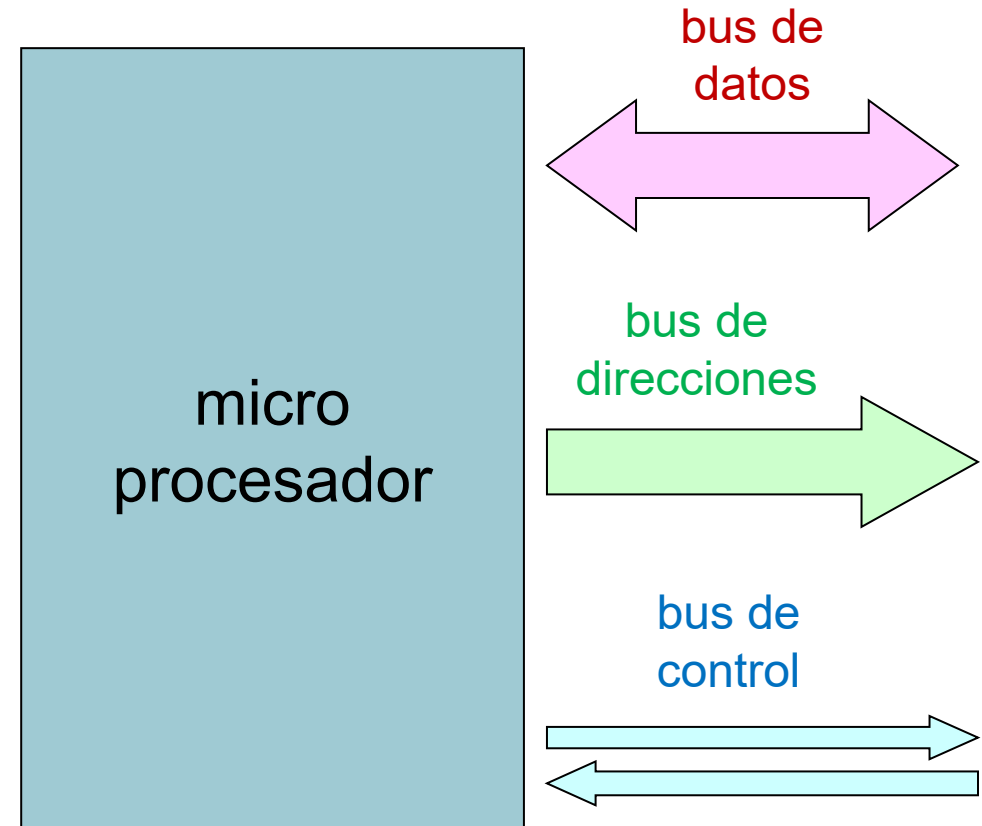 bus de
datos
bus de
direcciones
micro
procesador
bus de
control